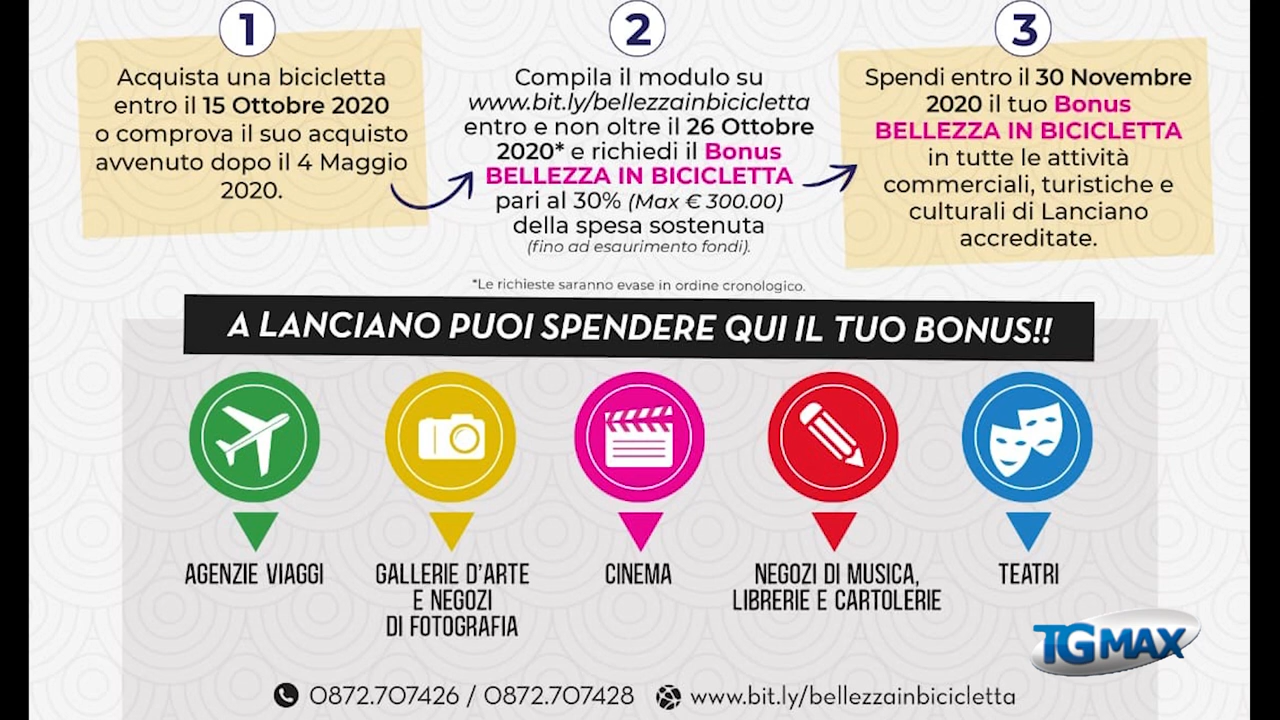 1
Acquista una bicicletta
entro il 15 Ottobre 2020
o comprova il suo acquisto
avvenuto dopo il 4 Maggio
2020.
2
Compila il modulo su
www.bit.ly/bellezzainbicicletta
entro e non oltre il 26 Ottobre
2020* e richiedi il Bonus
BELLEZZA IN BICICLETTA
pari al 30% (Max € 300.00)
della spesa sostenuta
(fino ad esaurimento fondi).
3
Spendi entro il 30 Novembre
2020 il tuo Bonus
BELLEZZA IN BICICLETTA
in tutte le attività
commerciali, turistiche e
culturali di Lanciano
accreditate.
*Le richieste saranno evase in ordine cronologico.
A LANCIANO PUOI SPENDERE QUI IL TUO BONUS!!
AGENZIE VIAGGI
GALLERIE D'ARTE
E NEGOZI
DI FOTOGRAFIA
CINEMA
NEGOZI DI MUSICA,
LIBRERIE E CARTOLERIE
TEATRI
TGMAX
0872.707426 / 0872.707428 www.bit.ly/bellezzainbicicletta